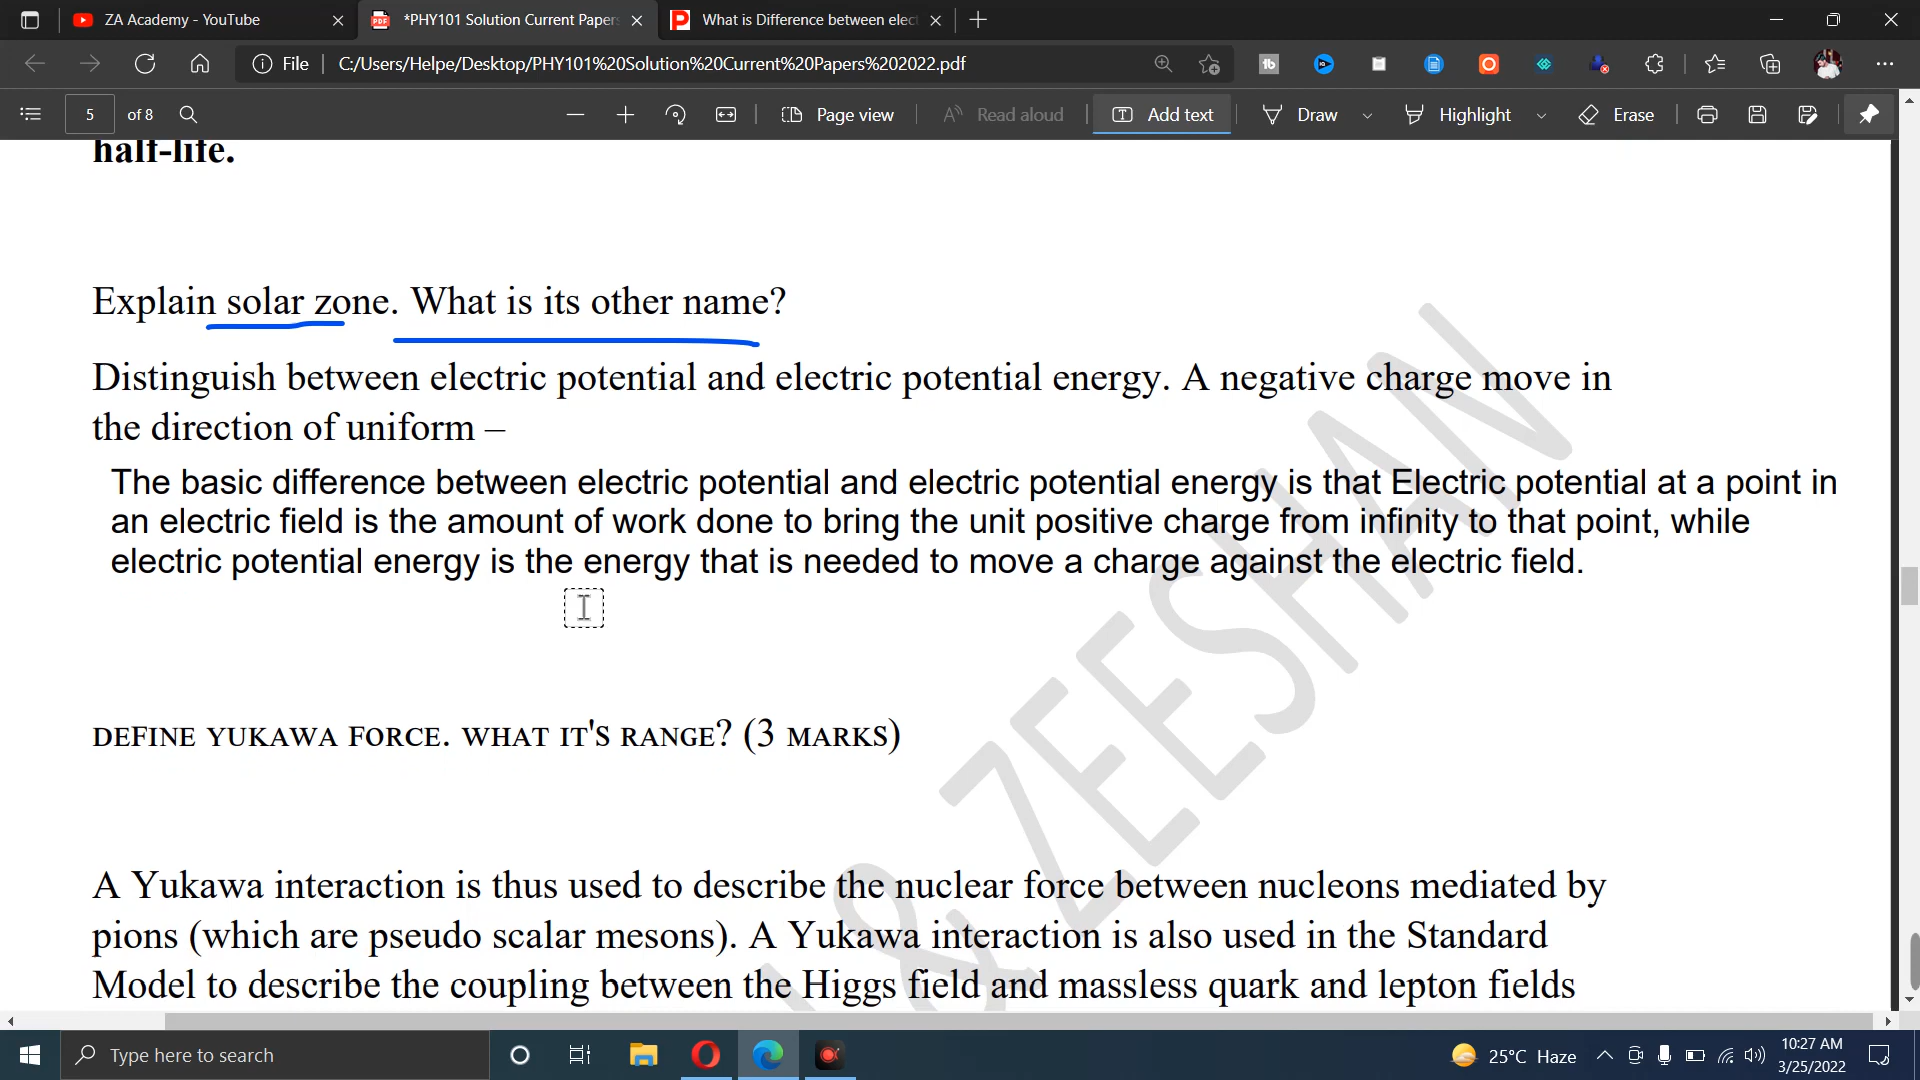 ZA Academy - YouTube
*PHY101 Solution Current Papers
What is Difference between elec
File
C:/Users/Helpe/Desktop/PHY101%20Solution%20Current%20Papers%202022.pdf
5 of 8
Page view
Read aloud
Add text
Draw
Highlight
Erase
half-life.
Explain solar zone. What is its other name?
Distinguish between electric potential and electric potential energy. A negative charge move in
the direction of uniform –
The basic difference between electric potential and electric potential energy is that Electric potential at a point in
an electric field is the amount of work done to bring the unit positive charge from infinity to that point, while
electric potential energy is the energy that is needed to move a charge against the electric field.
DEFINE YUKAWA FORCE. WHAT IT'S RANGE? (3 MARKS)
A Yukawa interaction is thus used to describe the nuclear force between nucleons mediated by
pions (which are pseudo scalar mesons). A Yukawa interaction is also used in the Standard
Model to describe the coupling between the Higgs field and massless quark and lepton fields
& ZEESHAN
Type here to search
25°C Haze
10:27 AM
3/25/2022